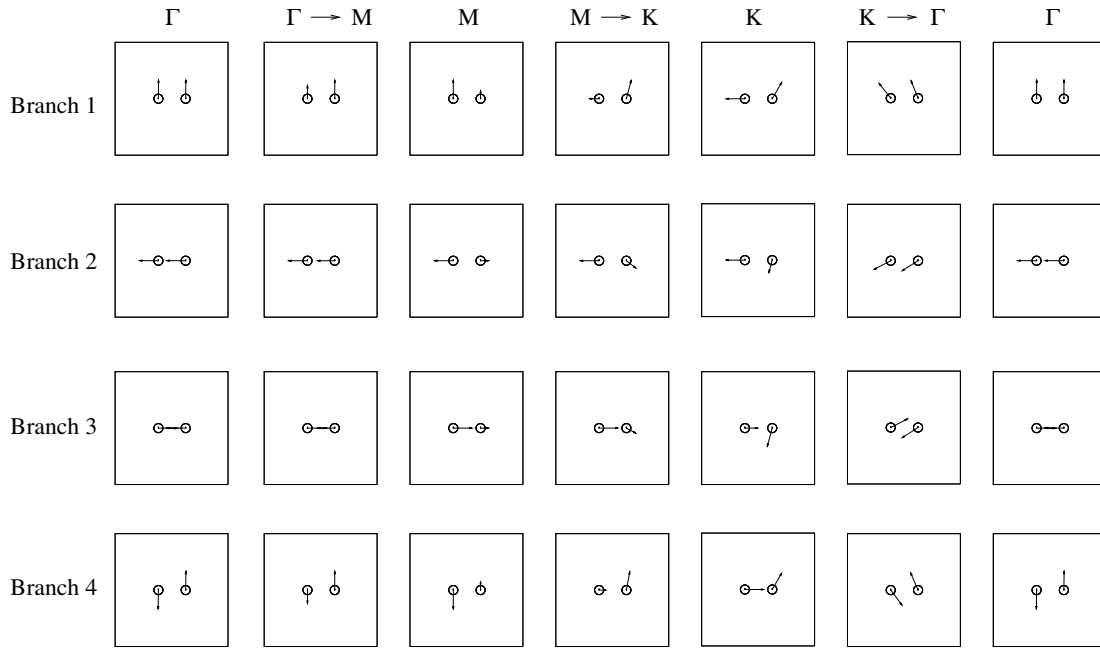 Γ Γ → M M M → K K K → Γ Γ
Branch 1
Branch 2
Branch 3
Branch 4